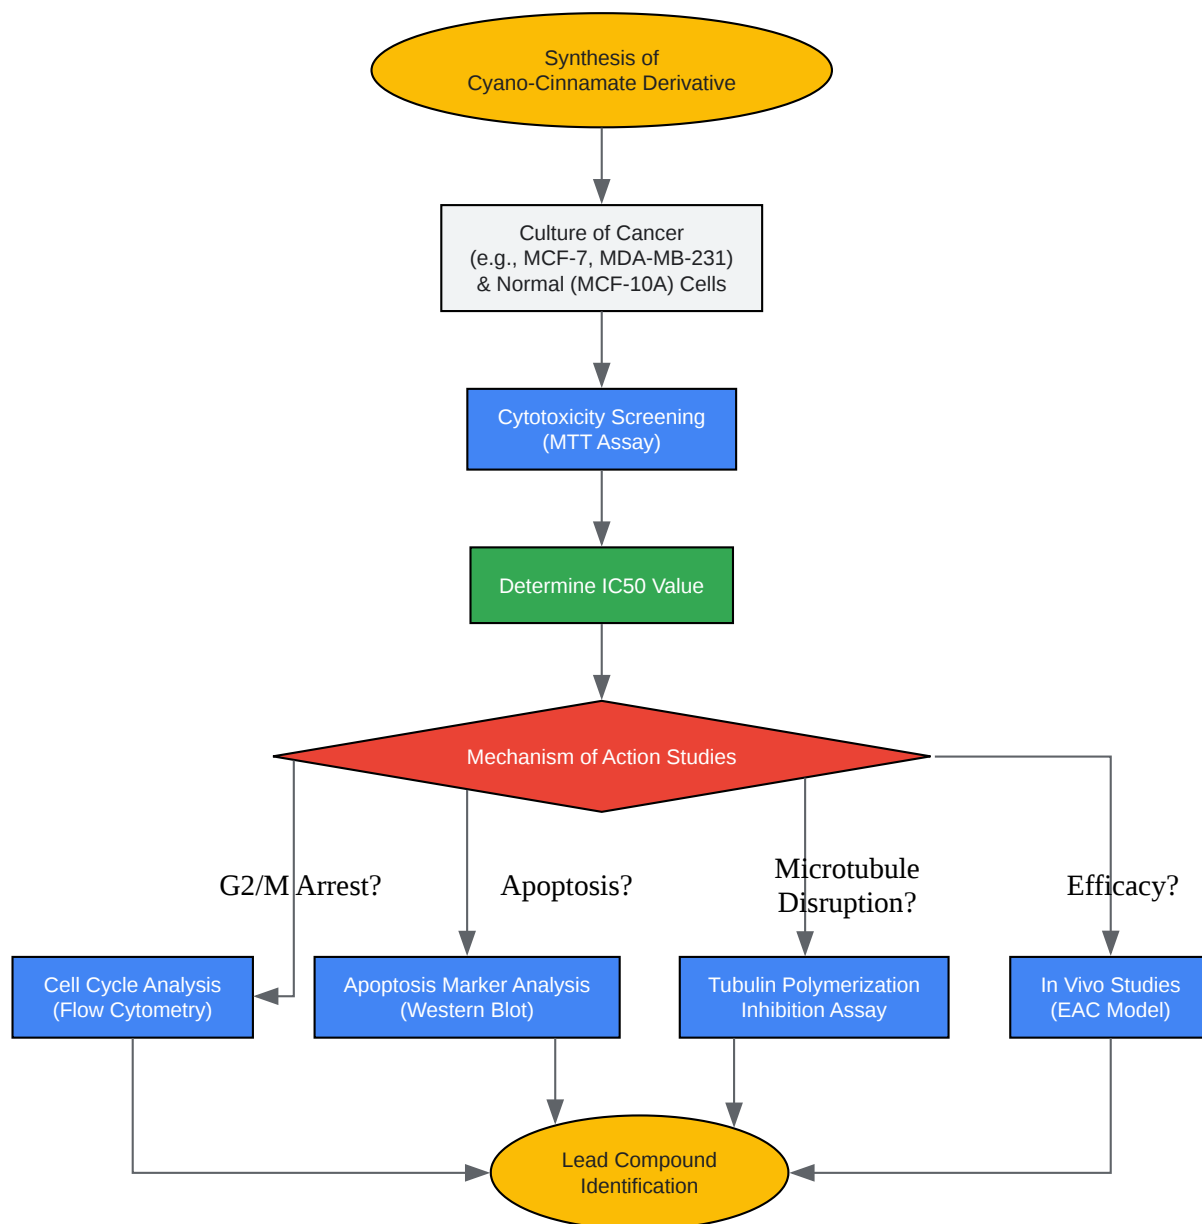 Synthesis of
Cyano-Cinnamate Derivative
Culture of Cancer
(e.g., MCF-7, MDA-MB-231)
& Normal (MCF-10A) Cells
Cytotoxicity Screening
(MTT Assay)
Determine IC50 Value
Mechanism of Action Studies
G2/M Arrest?
Apoptosis?
Microtubule
Disruption?
Efficacy?
Cell Cycle Analysis
(Flow Cytometry)
Apoptosis Marker Analysis
(Western Blot)
Tubulin Polymerization
Inhibition Assay
In Vivo Studies
(EAC Model)
Lead Compound
Identification